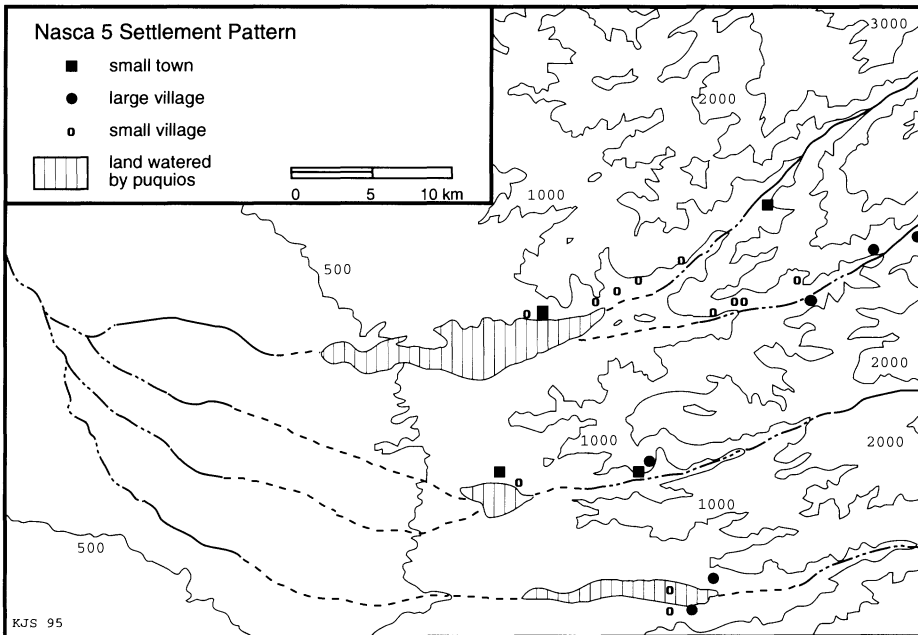 Nasca 5 Settlement Pattern
small town
large village
small village
land watered
by puquios
0 5 10 km
3000
2000
1000
500
2000
1000
2000
1000
500
KJS 95